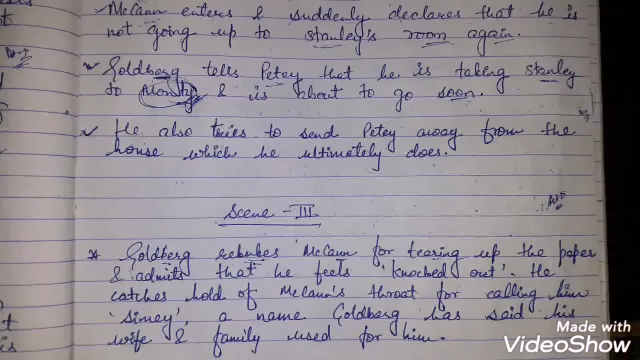 McCann enters & suddenly declares that he is
not going up to stanley's room again.
Goldberg tells Petey that he is taking stanley
to Monty & is about to go soon.
He also tries to send Petey away from the
house which he ultimately does.
Scene - III
Goldberg rebukes McCann for tearing up the paper
& admits that he feels 'knocked out'. He
catches hold of McCann's throat for calling him
'Simey', a name Goldberg has said his
wife & family used for him.
Made with
VideoShow